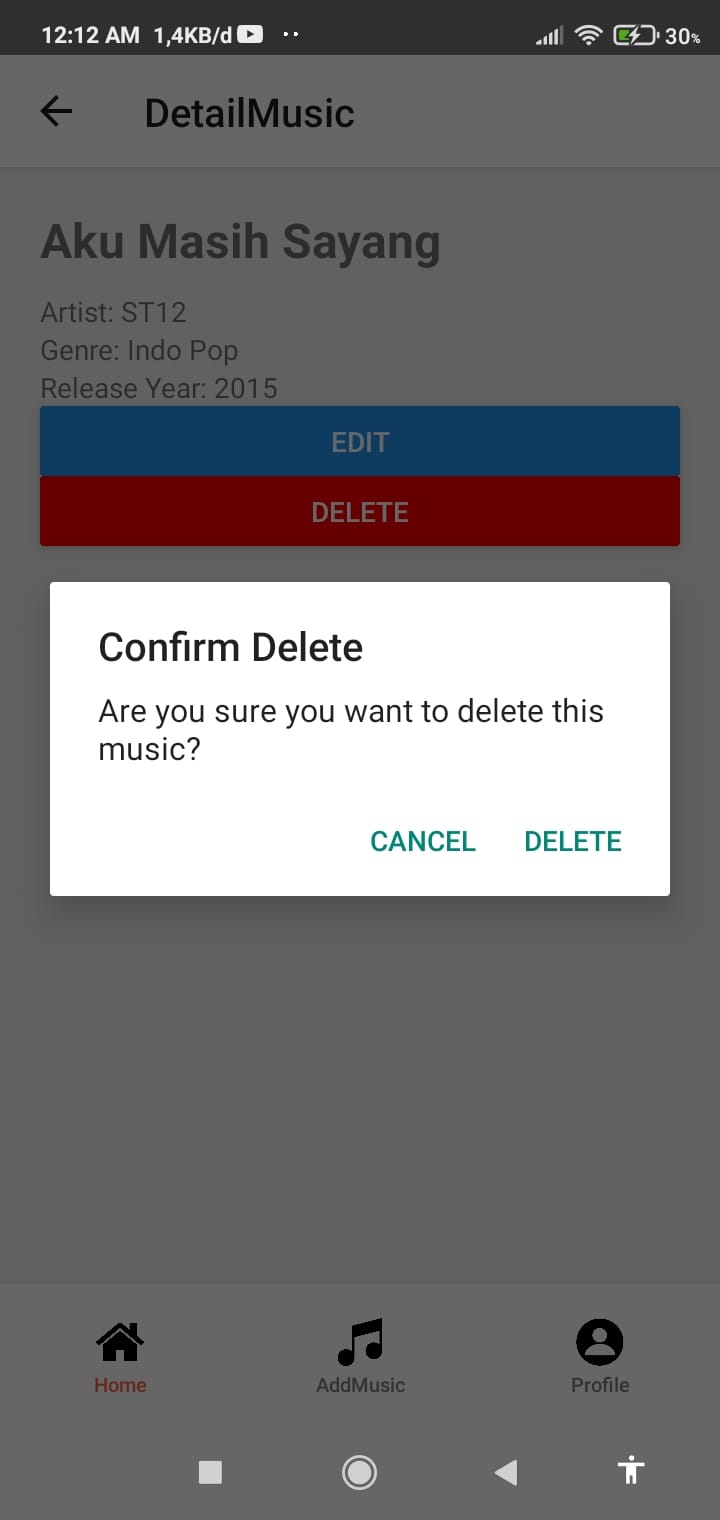 12:12 AM 1,4KB/d 30%
DetailMusic
Aku Masih Sayang
Artist: ST12
Genre: Indo Pop
Release Year: 2015
EDIT
DELETE
Confirm Delete
Are you sure you want to delete this
music?
CANCEL DELETE
Home AddMusic Profile